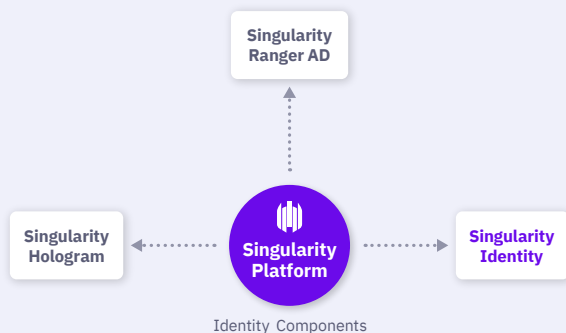 Singularity
Ranger AD
Singularity
Hologram
Singularity
Platform
Singularity
Identity
Identity Components